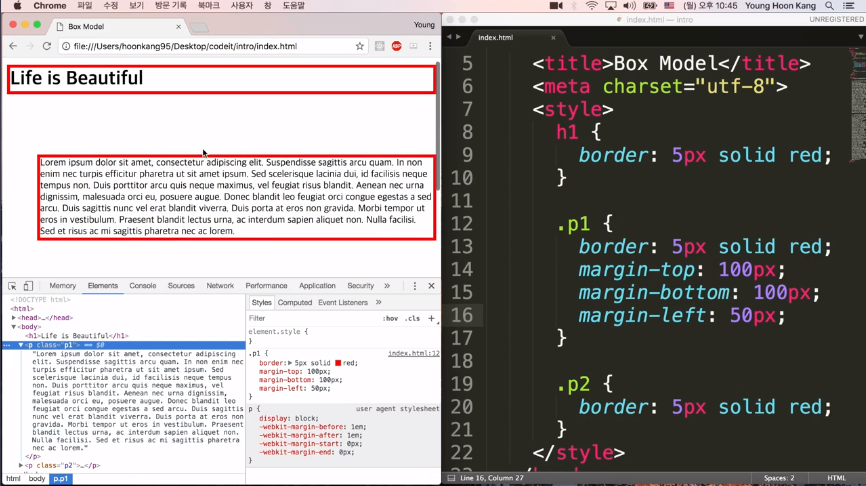 Chrome 파일 수정 보기 방문 기록 북마크 사용자 창 도움말
(월) 오후 10:45 Young Hoon Kang
Box Model
Young
file:///Users/hoonkang95/Desktop/codeit/intro/index.html
Life is Beautiful
Lorem ipsum dolor sit amet, consectetur adipiscing elit. Suspendisse sagittis arcu quam. In non
enim nec turpis efficitur pharetra ut sit amet ipsum. Sed scelerisque lacinia dui, id facilisis neque
tempus non. Duis porttitor arcu quis neque maximus, vel feugiat risus blandit. Aenean nec urna
dignissim, malesuada orci eu, posuere augue. Donec blandit leo feugiat orci congue egestas a sed
arcu. Duis sagittis nunc vel dictum blandit. Duis porta at eros non gravida. Morbi tempor ut
eros in vestibulum. Praesent blandit lectus urna, ac interdum sapien aliquet non. Nulla facilisi.
Sed et risus ac mi sagittis pharetra nec ac lorem.
Memory Elements Console Sources Network Performance Application Security »
<!DOCTYPE html>
<html>
<head>…</head>
<body>
<h1>Life is Beautiful</h1>
<p class="p1"> == $0
"Lorem ipsum dolor sit amet, consectetur adipiscing
elit. Suspendisse sagittis arcu quam. In non enim nec
turpis efficitur pharetra ut sit amet ipsum. Sed
scelerisque lacinia dui, id facilisis neque tempus
non. Duis porttitor arcu quis neque maximus, vel
feugiat risus blandit. Aenean nec urna dignissim,
malesuada orci eu, posuere augue. Donec blandit leo
feugiat orci congue egestas a sed arcu. Duis sagittis
nunc vel dictum blandit. Duis porta at eros non
gravida. Morbi tempor ut eros in vestibulum. Praesent
blandit lectus urna, ac interdum sapien aliquet non.
Nulla facilisi. Sed et risus ac mi sagittis pharetra
nec ac lorem."
</p>
<p class="p2">…</p>
html body p.p1
Styles Computed Event Listeners »
Filter :hov .cls +
element.style {
}
.p1 { index.html:12
border: 5px solid red;
margin-top: 100px;
margin-bottom: 100px;
margin-left: 50px;
}
p { user agent stylesheet
display: block;
-webkit-margin-before: 1em;
-webkit-margin-after: 1em;
-webkit-margin-start: 0px;
-webkit-margin-end: 0px;
}
index.html — intro
UNREGISTERED
index.html
5 <title>Box Model</title>
6 <meta charset="utf-8">
7 <style>
8 h1 {
9 border: 5px solid red;
10 }
11
12 .p1 {
13 border: 5px solid red;
14 margin-top: 100px;
15 margin-bottom: 100px;
16 margin-left: 50px;
17 }
18
19 .p2 {
20 border: 5px solid red;
21 }
22 </style>
Line 16, Column 27
Spaces: 2
HTML